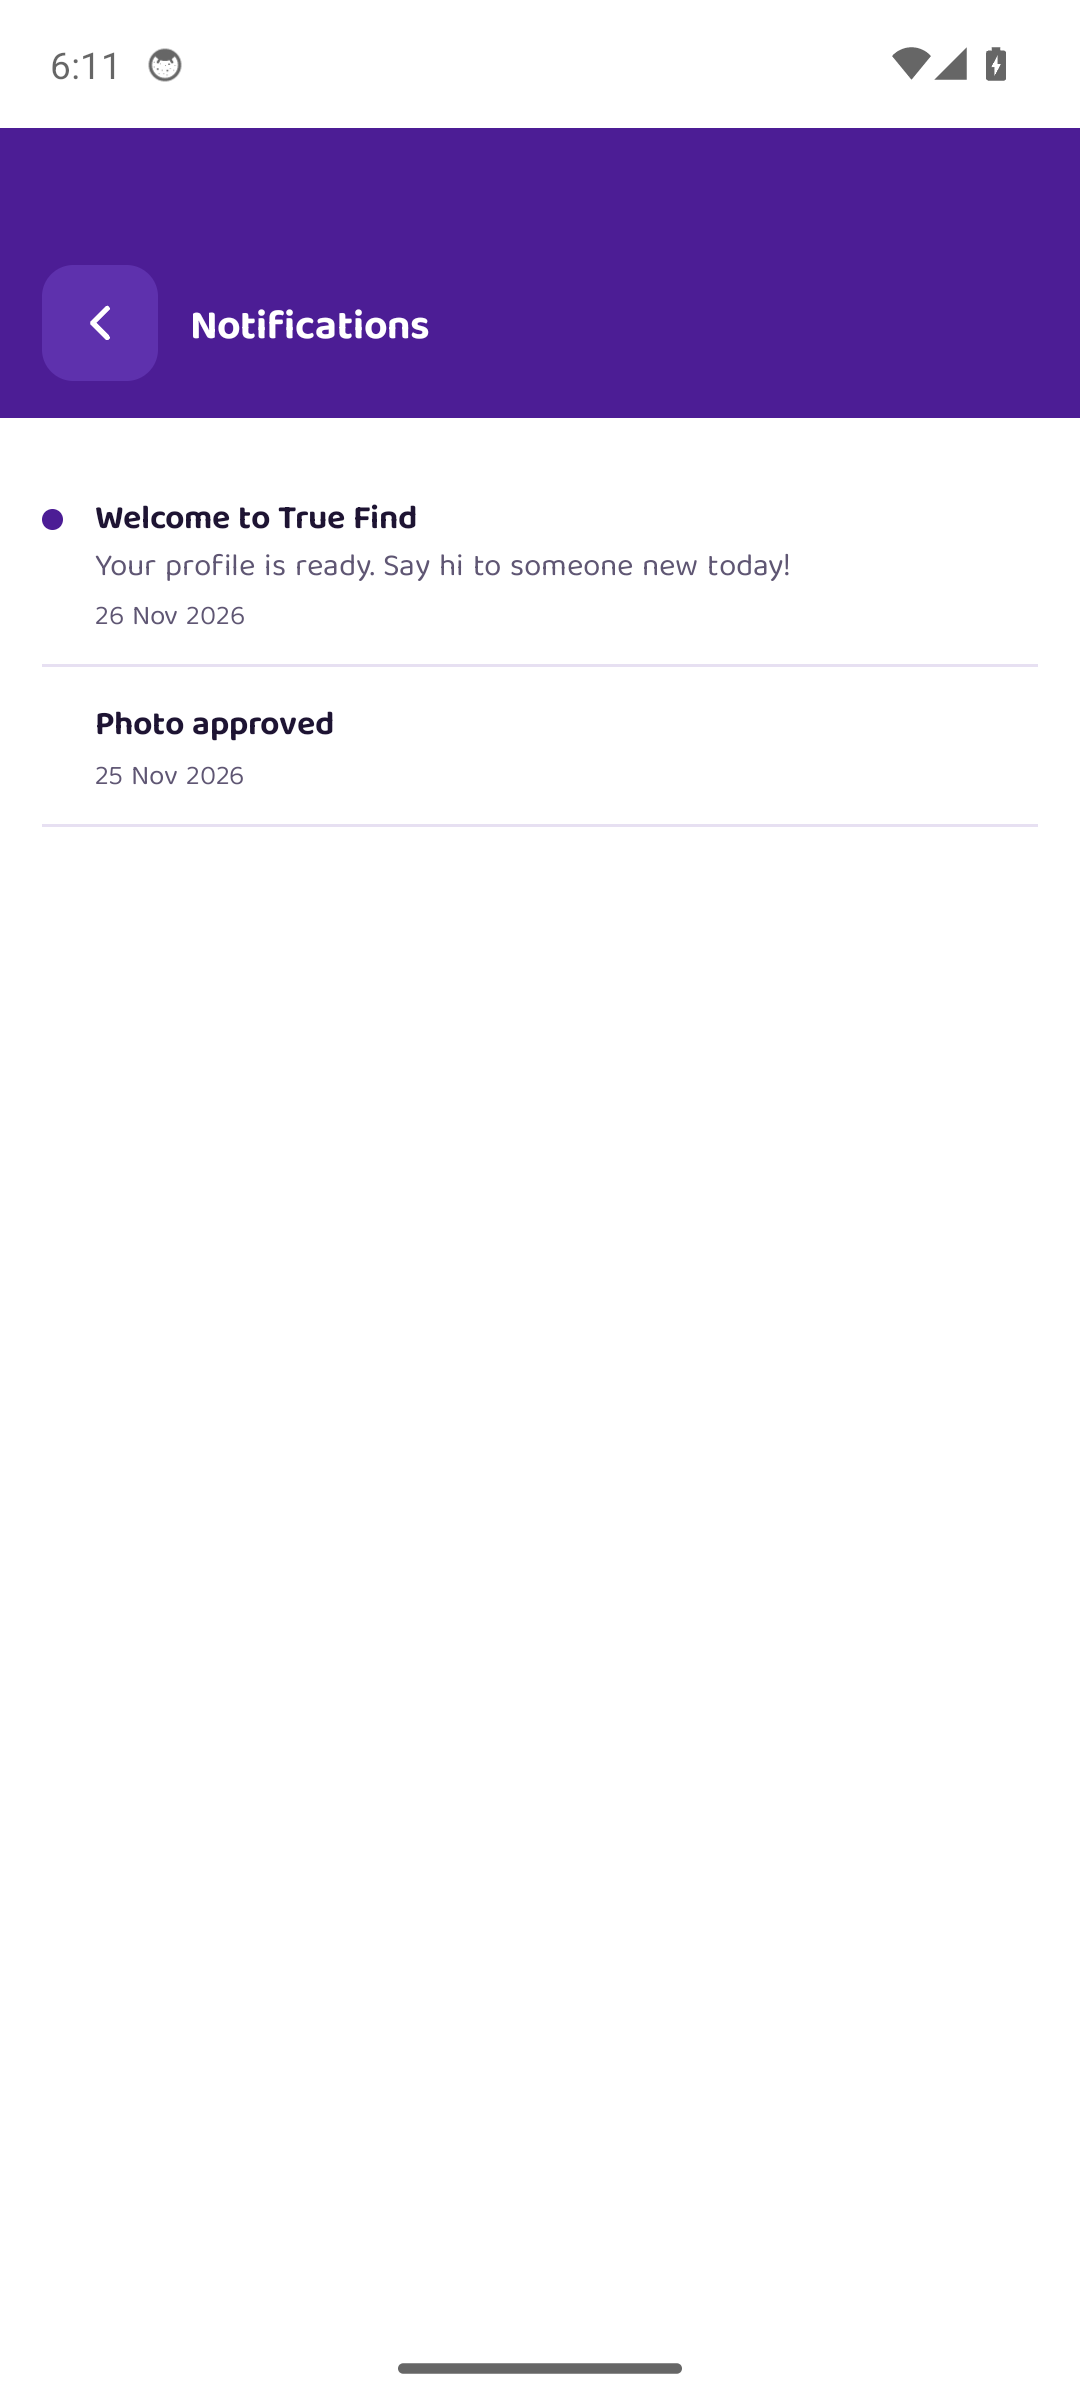 6:11
Notifications
Welcome to True Find
Your profile is ready. Say hi to someone new today!
26 Nov 2026
Photo approved
25 Nov 2026